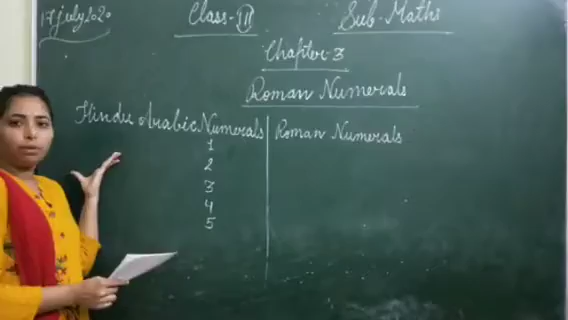 17 july 2020 Class-III Sub-Maths
Chapter-3
Roman Numerals
Hindu Arabic Numerals Roman Numerals
1
2
3
4
5